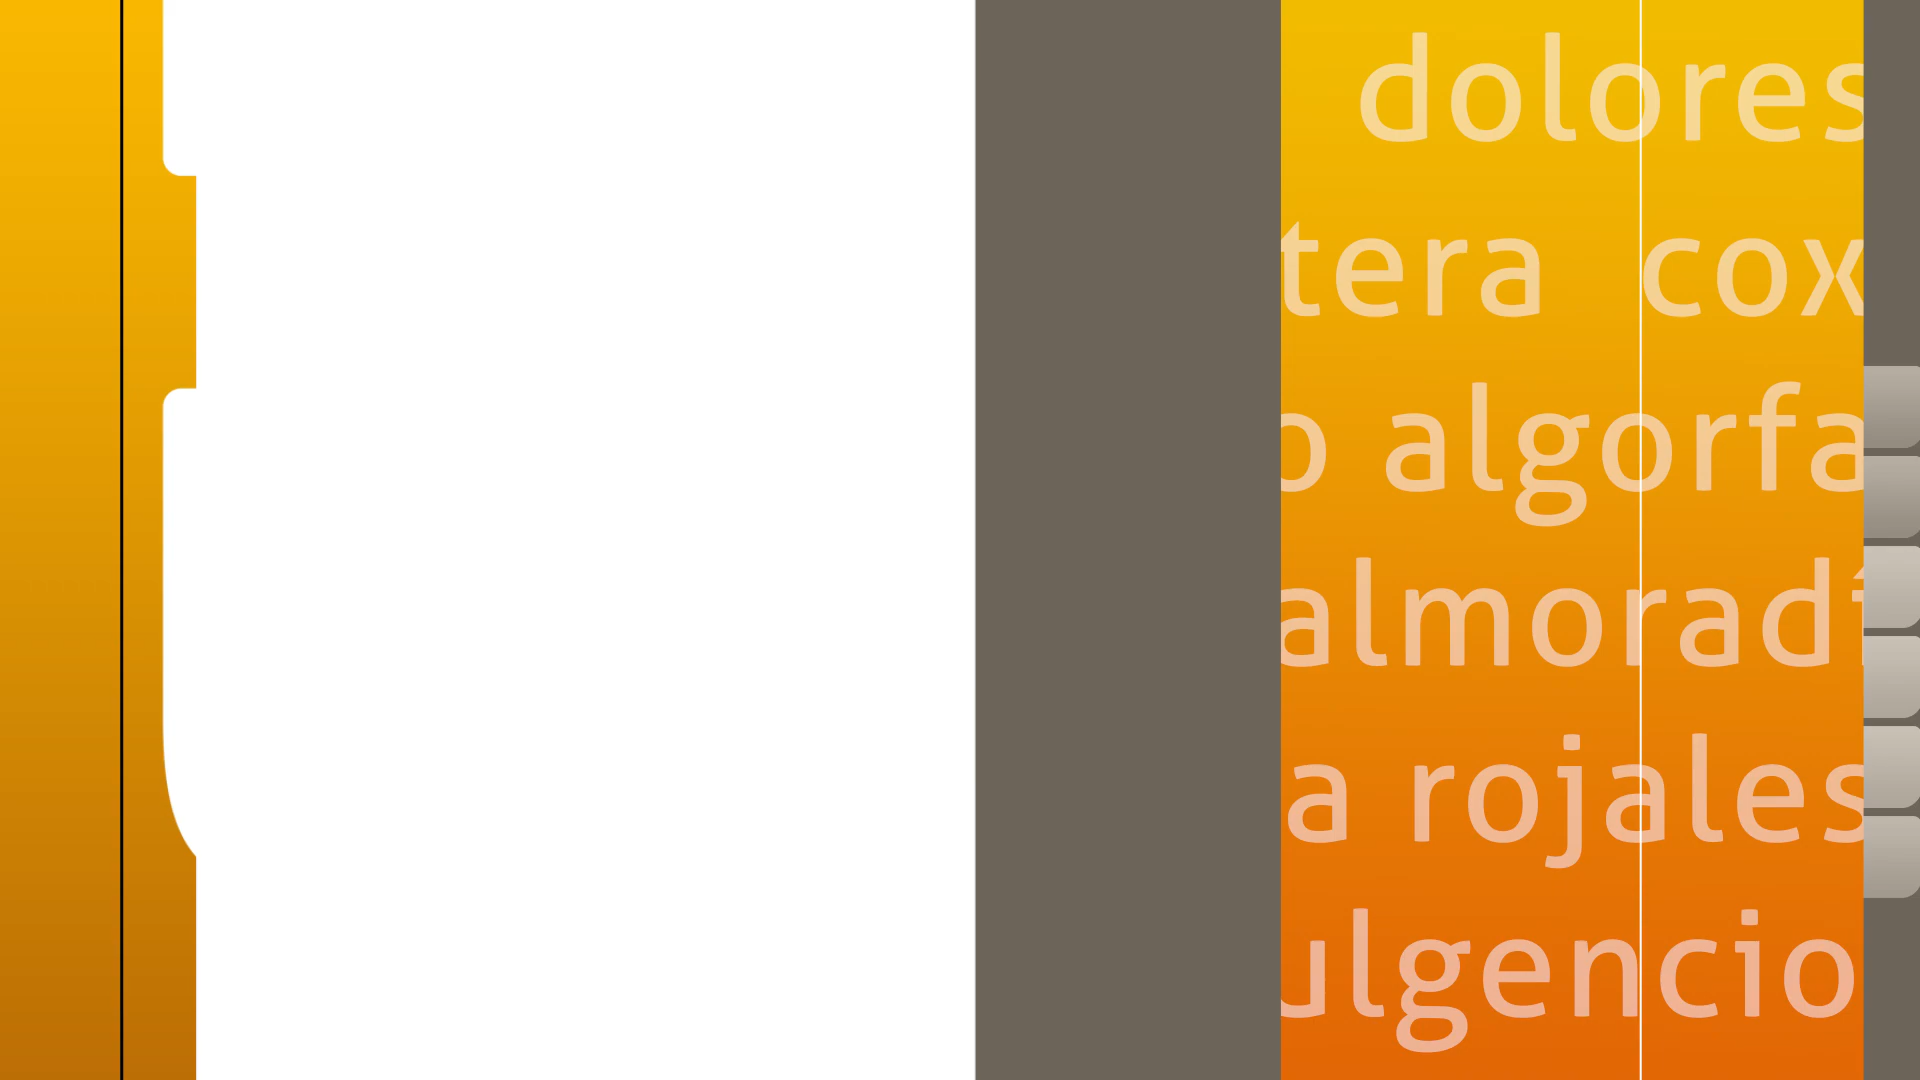 dolores
tera cox
o algorfa
almoradí
a rojales
ulgencio